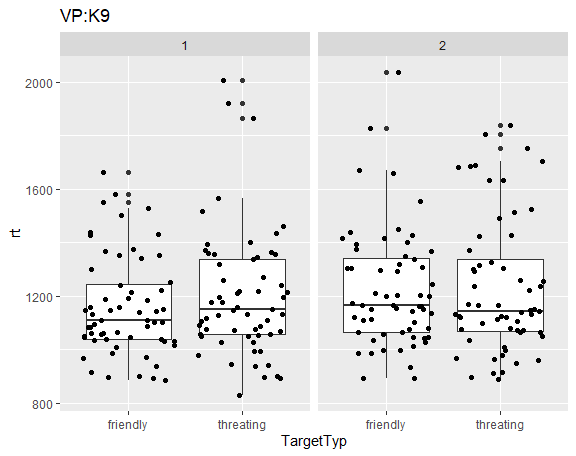 VP:K9
1 2
rt
2000
1600
1200
800
friendly threating friendly threating
TargetTyp